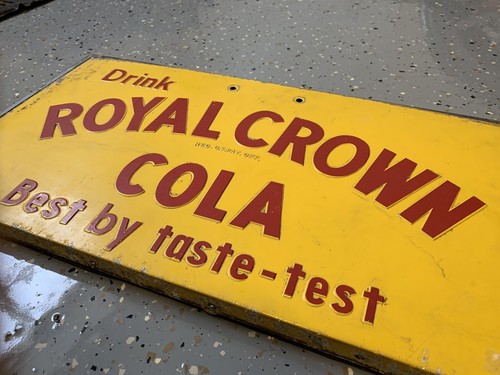 Drink
ROYAL CROWN
COLA
Best by taste-test